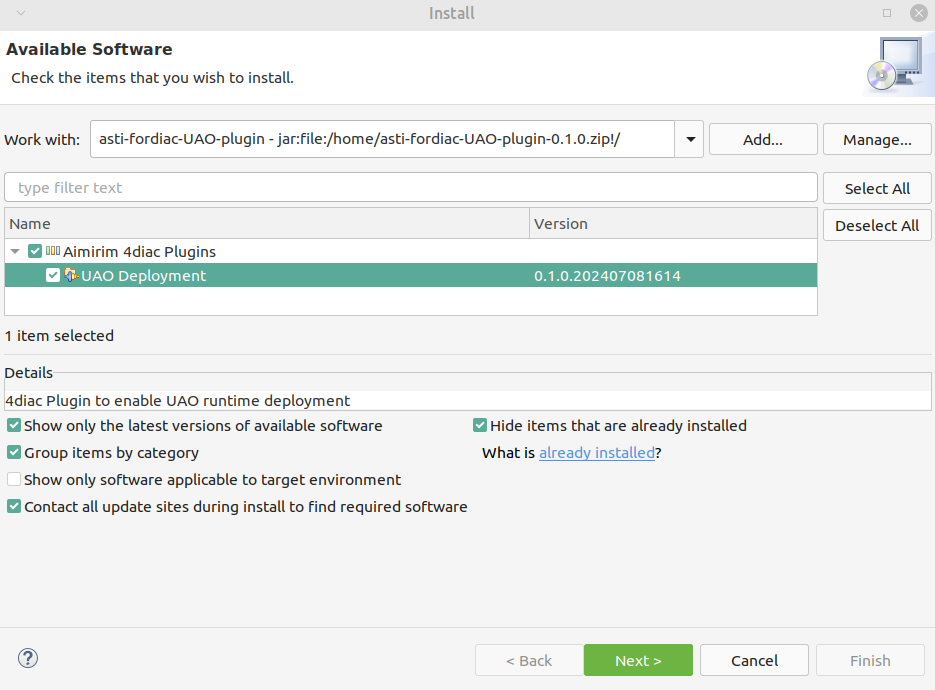 Install
Available Software
Check the items that you wish to install.
Work with: asti-fordiac-UAO-plugin - jar:file:/home/asti-fordiac-UAO-plugin-0.1.0.zip!/ Add... Manage...
type filter text Select All
Name Version Deselect All
Aimirim 4diac Plugins
UAO Deployment 0.1.0.202407081614
1 item selected
Details
4diac Plugin to enable UAO runtime deployment
Show only the latest versions of available software Hide items that are already installed
Group items by category What is already installed?
Show only software applicable to target environment
Contact all update sites during install to find required software
? < Back Next > Cancel Finish